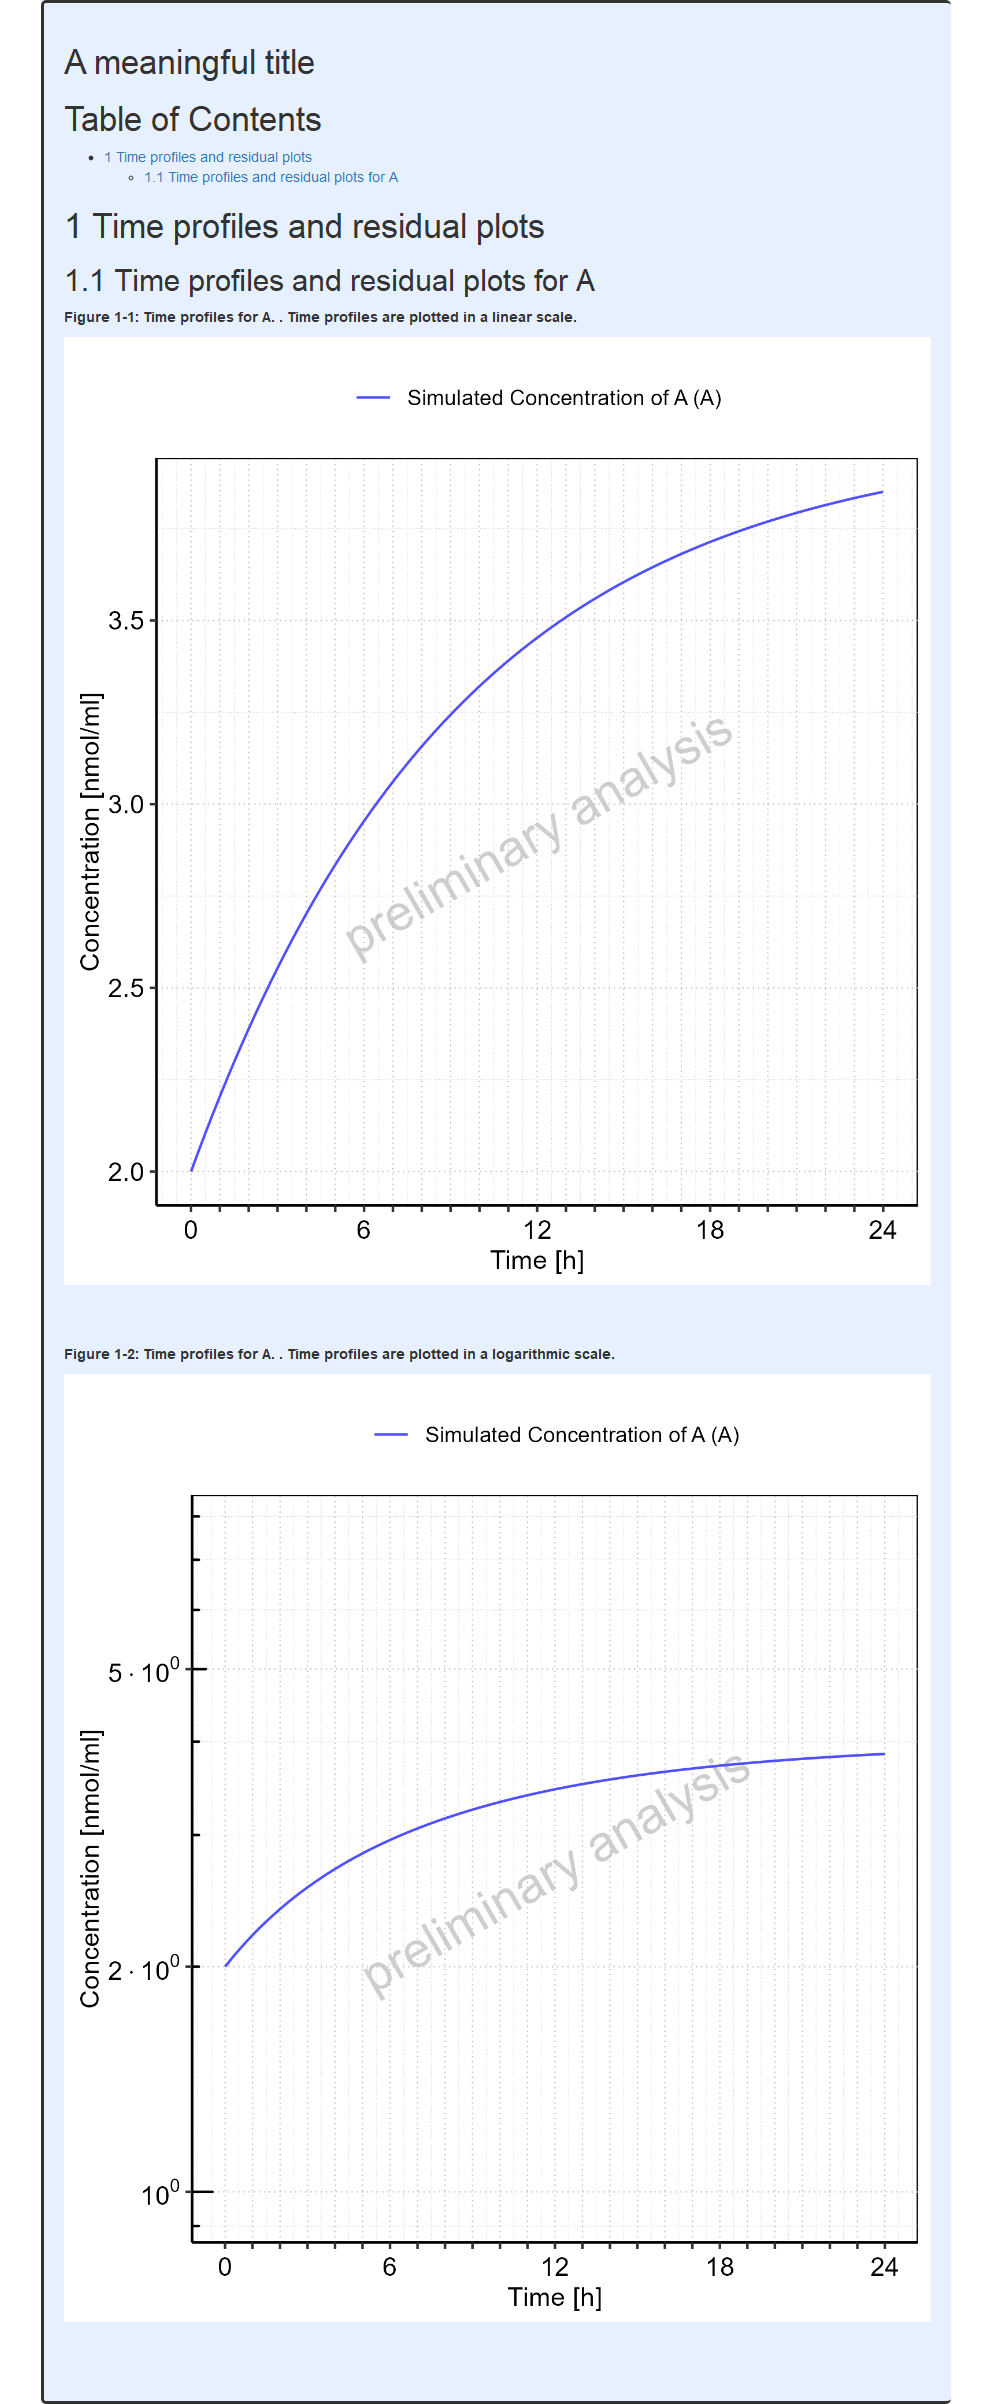 A meaningful title
Table of Contents
1 Time profiles and residual plots
1.1 Time profiles and residual plots for A
1 Time profiles and residual plots
1.1 Time profiles and residual plots for A
Figure 1-1: Time profiles for A. . Time profiles are plotted in a linear scale.
Simulated Concentration of A (A)
3.5
3.0
2.5
2.0
Concentration [nmol/ml]
preliminary analysis
0 6 12 18 24
Time [h]
Figure 1-2: Time profiles for A. . Time profiles are plotted in a logarithmic scale.
Simulated Concentration of A (A)
5 · 10⁰
2 · 10⁰
10⁰
Concentration [nmol/ml]
preliminary analysis
0 6 12 18 24
Time [h]